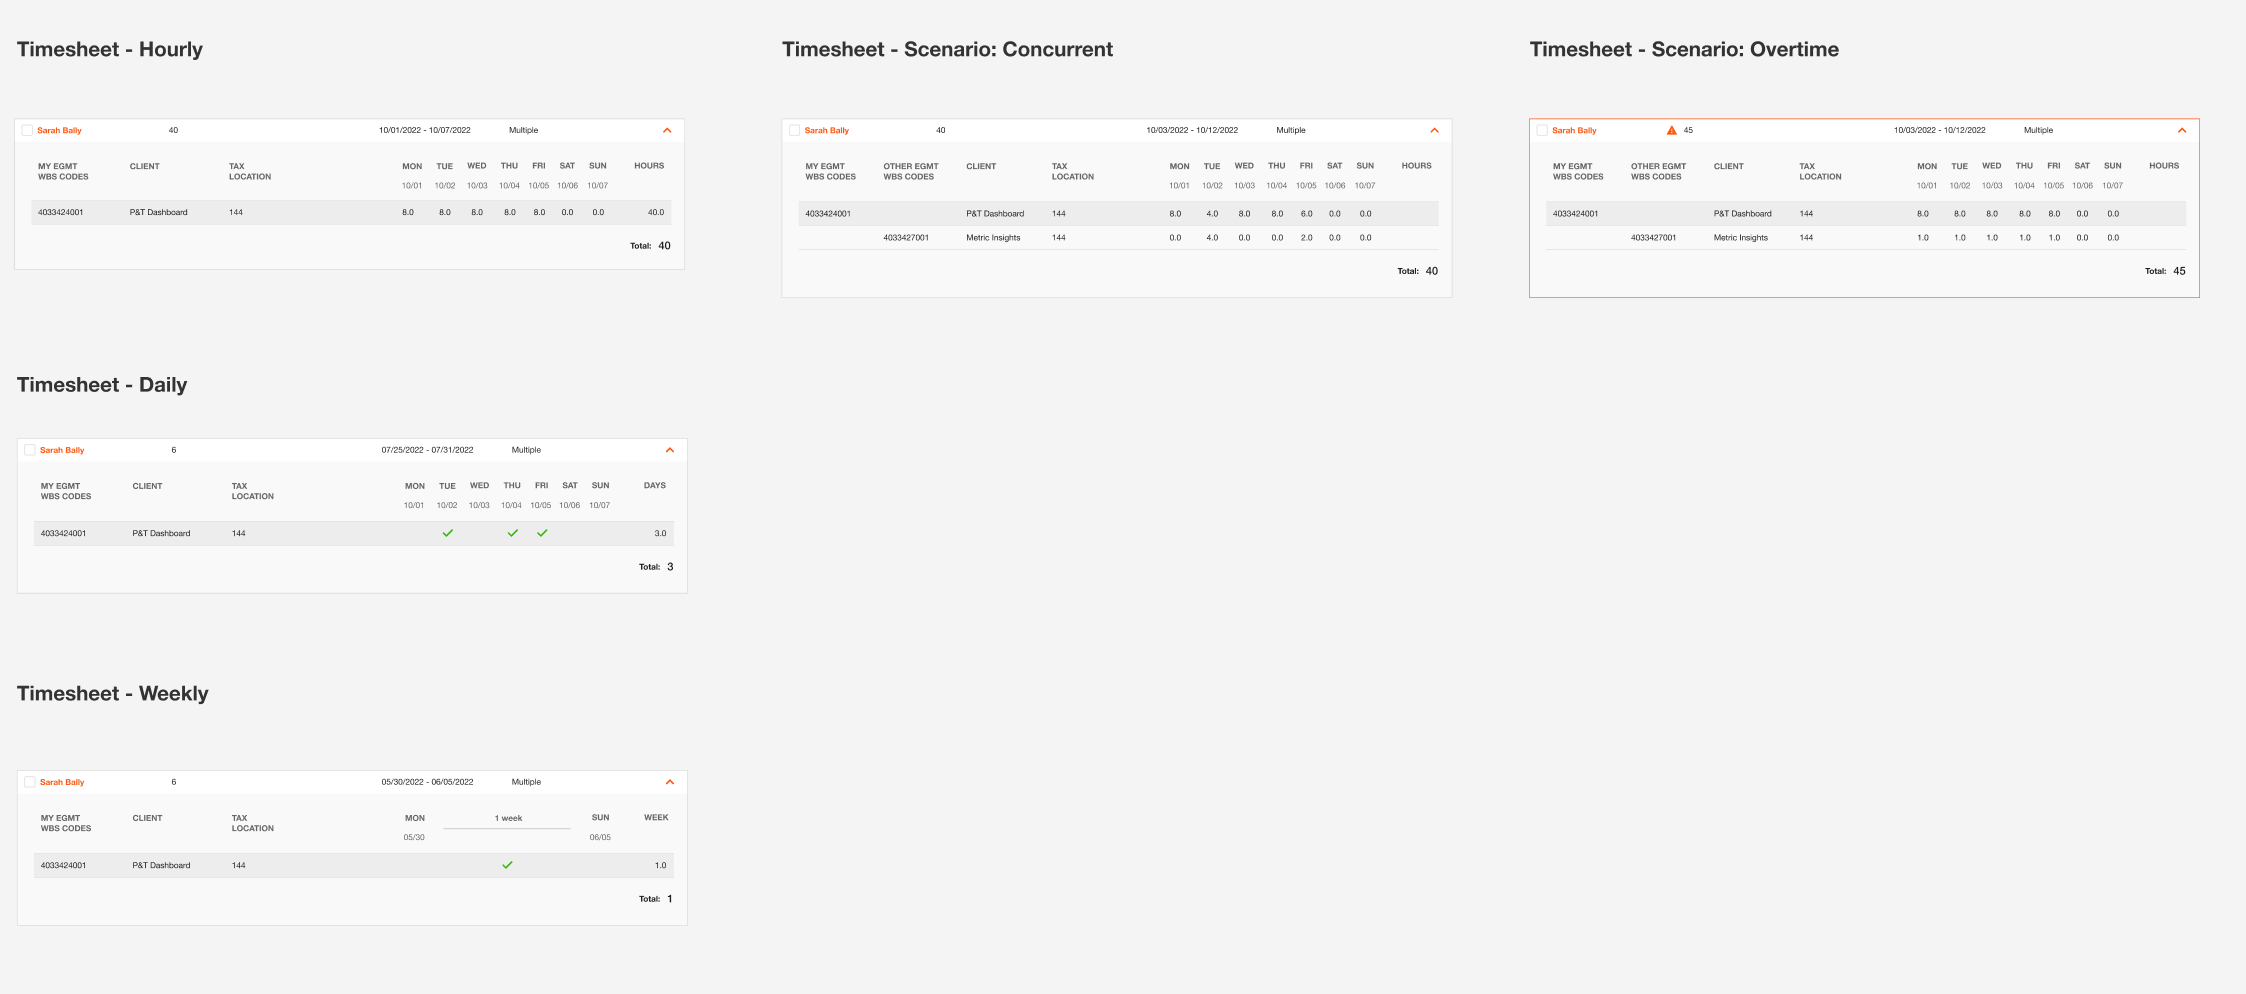 Timesheet - Hourly
Sarah Bally 40 10/01/2022 - 10/07/2022 Multiple
MY EGMT CLIENT TAX MON TUE WED THU FRI SAT SUN HOURS
WBS CODES LOCATION
10/01 10/02 10/03 10/04 10/05 10/06 10/07
4033424001 P&T Dashboard 144 8.0 8.0 8.0 8.0 8.0 0.0 0.0 40.0
Total: 40
Timesheet - Scenario: Concurrent
Sarah Bally 40 10/03/2022 - 10/12/2022 Multiple
MY EGMT OTHER EGMT CLIENT TAX MON TUE WED THU FRI SAT SUN HOURS
WBS CODES WBS CODES LOCATION
10/01 10/02 10/03 10/04 10/05 10/06 10/07
4033424001 P&T Dashboard 144 8.0 4.0 8.0 8.0 6.0 0.0 0.0
4033427001 Metric Insights 144 0.0 4.0 0.0 0.0 2.0 0.0 0.0
Total: 40
Timesheet - Scenario: Overtime
Sarah Bally 45 10/03/2022 - 10/12/2022 Multiple
MY EGMT OTHER EGMT CLIENT TAX MON TUE WED THU FRI SAT SUN HOURS
WBS CODES WBS CODES LOCATION
10/01 10/02 10/03 10/04 10/05 10/06 10/07
4033424001 P&T Dashboard 144 8.0 8.0 8.0 8.0 8.0 0.0 0.0
4033427001 Metric Insights 144 1.0 1.0 1.0 1.0 1.0 0.0 0.0
Total: 45
Timesheet - Daily
Sarah Bally 6 07/25/2022 - 07/31/2022 Multiple
MY EGMT CLIENT TAX MON TUE WED THU FRI SAT SUN DAYS
WBS CODES LOCATION
10/01 10/02 10/03 10/04 10/05 10/06 10/07
4033424001 P&T Dashboard 144 3.0
Total: 3
Timesheet - Weekly
Sarah Bally 6 05/30/2022 - 06/05/2022 Multiple
MY EGMT CLIENT TAX MON 1 week SUN WEEK
WBS CODES LOCATION
05/30 06/05
4033424001 P&T Dashboard 144 1.0
Total: 1